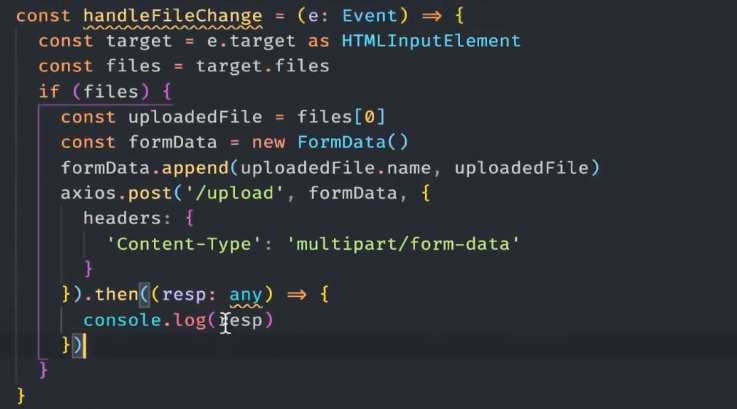 const handleFileChange = (e: Event) => {
  const target = e.target as HTMLInputElement
  const files = target.files
  if (files) {
    const uploadedFile = files[0]
    const formData = new FormData()
    formData.append(uploadedFile.name, uploadedFile)
    axios.post('/upload', formData, {
      headers: {
        'Content-Type': 'multipart/form-data'
      }
    }).then((resp: any) => {
      console.log(resp)
    })
  }
}